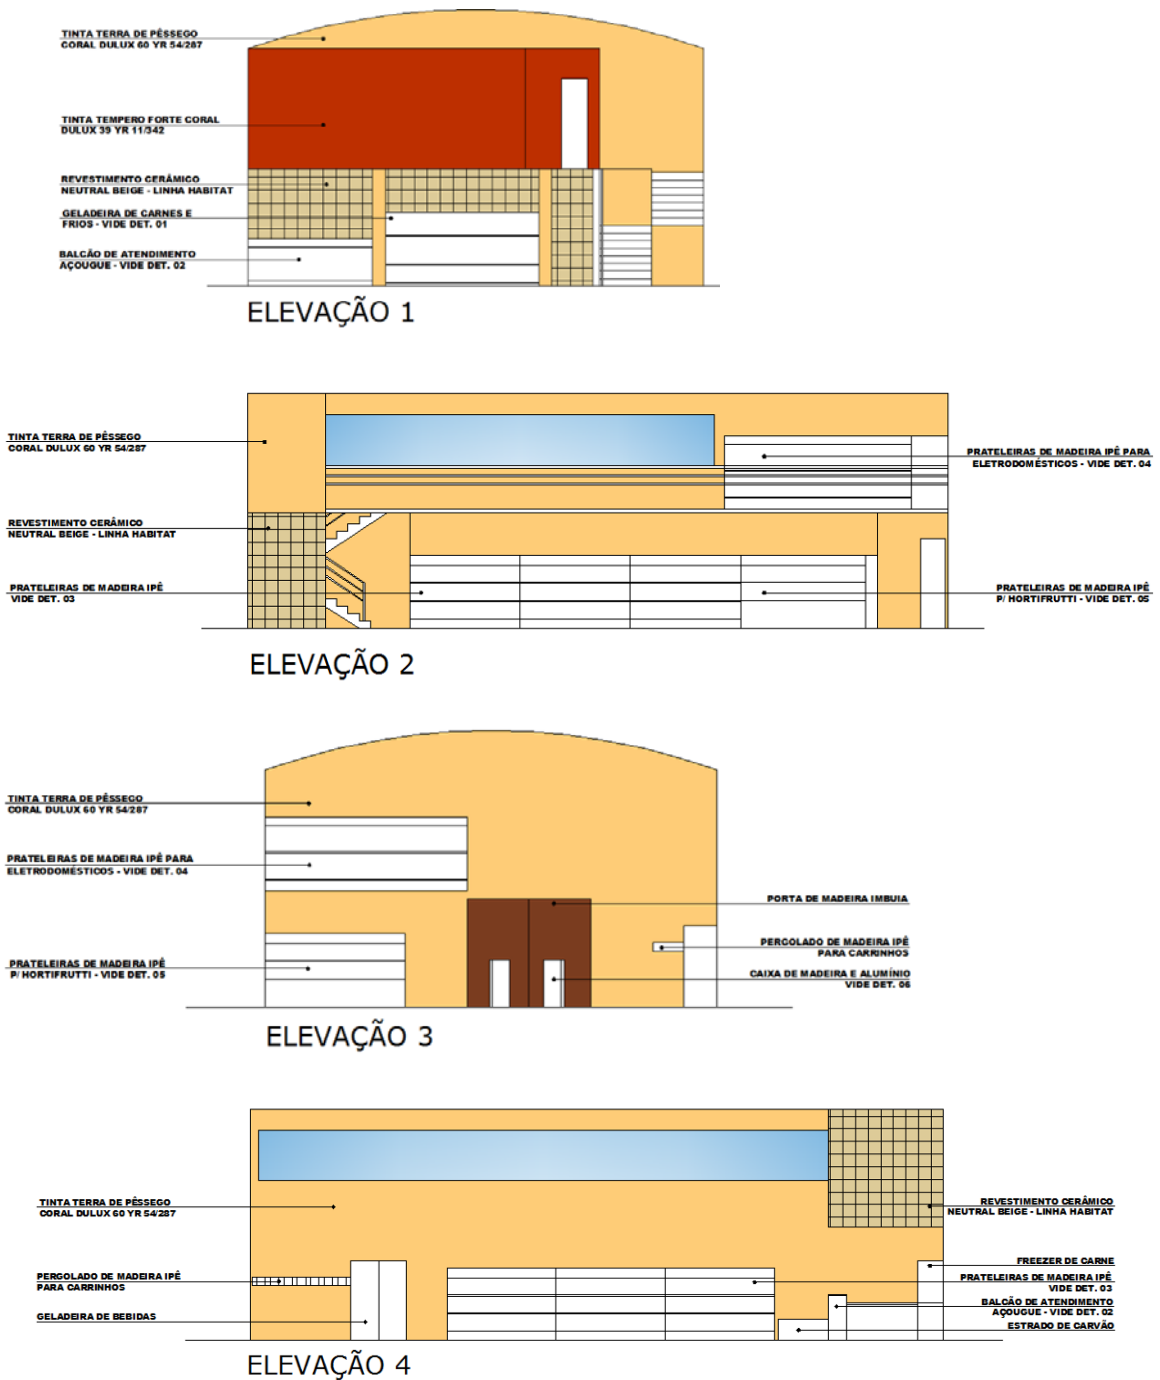 TINTA TERRA DE PÊSSEGO
CORAL DULUX 60 YR 54/287
TINTA TEMPERO FORTE CORAL
DULUX 39 YR 11/342
REVESTIMENTO CERÂMICO
NEUTRAL BEIGE - LINHA HABITAT
GELADEIRA DE CARNES E
FRIOS - VIDE DET. 01
BALCÃO DE ATENDIMENTO
AÇOUGUE - VIDE DET. 02
ELEVAÇÃO 1
TINTA TERRA DE PÊSSEGO
CORAL DULUX 60 YR 54/287
PRATELEIRAS DE MADEIRA IPÊ PARA
ELETRODOMÉSTICOS - VIDE DET. 04
REVESTIMENTO CERÂMICO
NEUTRAL BEIGE - LINHA HABITAT
PRATELEIRAS DE MADEIRA IPÊ
VIDE DET. 03
PRATELEIRAS DE MADEIRA IPÊ
P/ HORTIFRUTTI - VIDE DET. 05
ELEVAÇÃO 2
TINTA TERRA DE PÊSSEGO
CORAL DULUX 60 YR 54/287
PRATELEIRAS DE MADEIRA IPÊ PARA
ELETRODOMÉSTICOS - VIDE DET. 04
PORTA DE MADEIRA IMBUIA
PERGOLADO DE MADEIRA IPÊ
PARA CARRINHOS
PRATELEIRAS DE MADEIRA IPÊ
P/ HORTIFRUTTI - VIDE DET. 05
CAIXA DE MADEIRA E ALUMÍNIO
VIDE DET. 06
ELEVAÇÃO 3
TINTA TERRA DE PÊSSEGO
CORAL DULUX 60 YR 54/287
REVESTIMENTO CERÂMICO
NEUTRAL BEIGE - LINHA HABITAT
PERGOLADO DE MADEIRA IPÊ
PARA CARRINHOS
GELADEIRA DE BEBIDAS
FREEZER DE CARNE
PRATELEIRAS DE MADEIRA IPÊ
VIDE DET. 03
BALCÃO DE ATENDIMENTO
AÇOUGUE - VIDE DET. 02
ESTRADO DE CARVÃO
ELEVAÇÃO 4